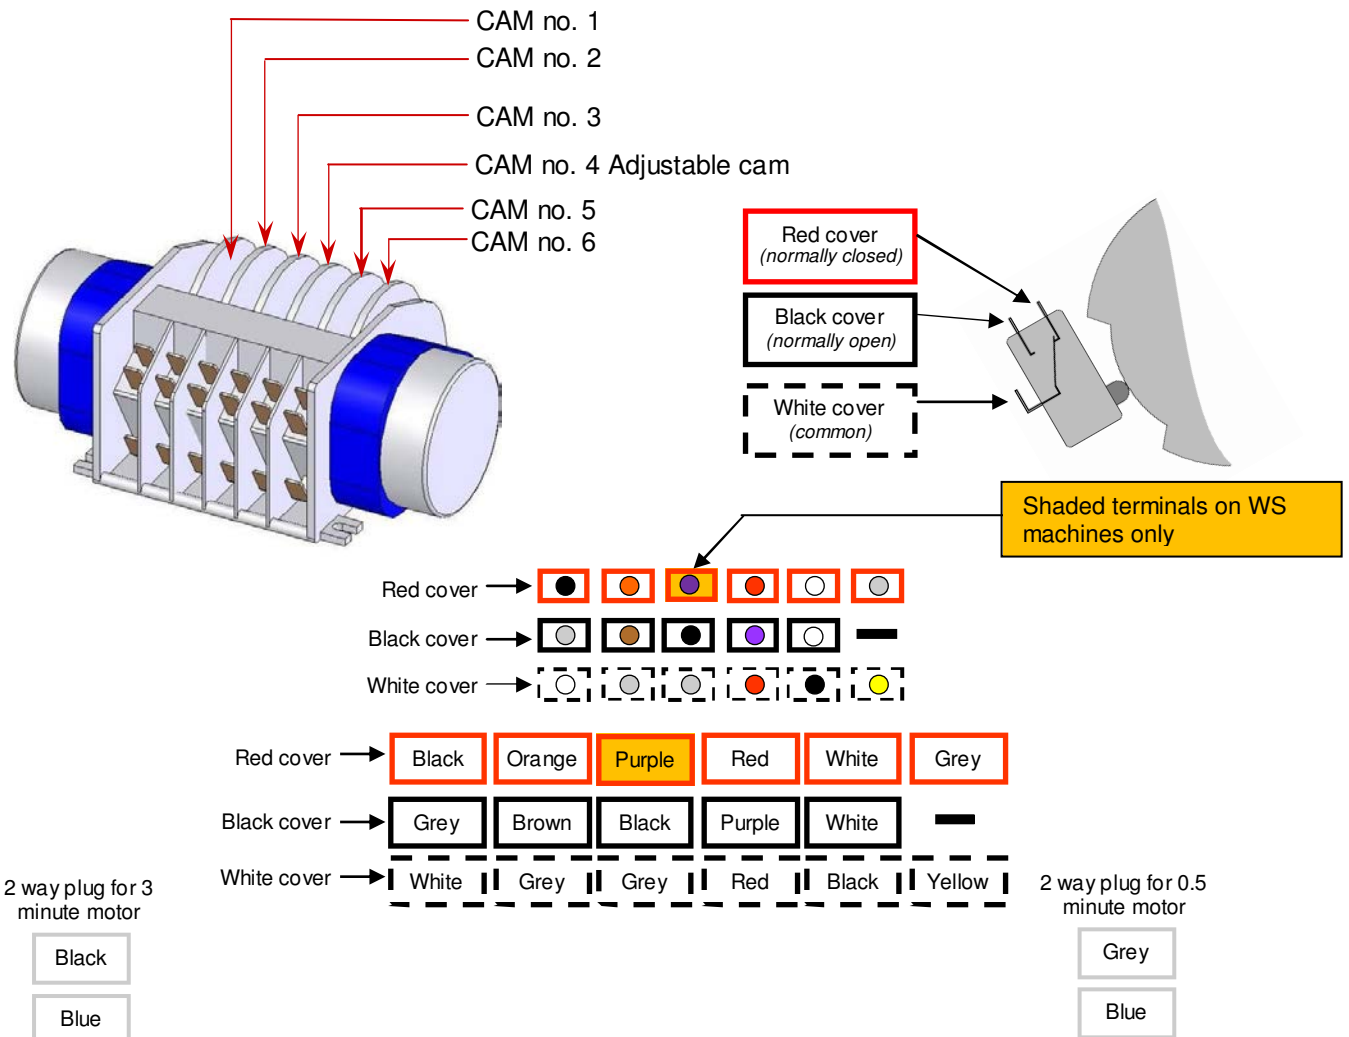 CAM no. 1
CAM no. 2
CAM no. 3
CAM no. 4 Adjustable cam
CAM no. 5
CAM no. 6
Red cover
(normally closed)
Black cover
(normally open)
White cover
(common)
Shaded terminals on WS
machines only
Red cover
Black cover
White cover
Red cover
Black
Orange
Purple
Red
White
Grey
Black cover
Grey
Brown
Black
Purple
White
White cover
White
Grey
Grey
Red
Black
Yellow
2 way plug for 3
minute motor
Black
Blue
2 way plug for 0.5
minute motor
Grey
Blue